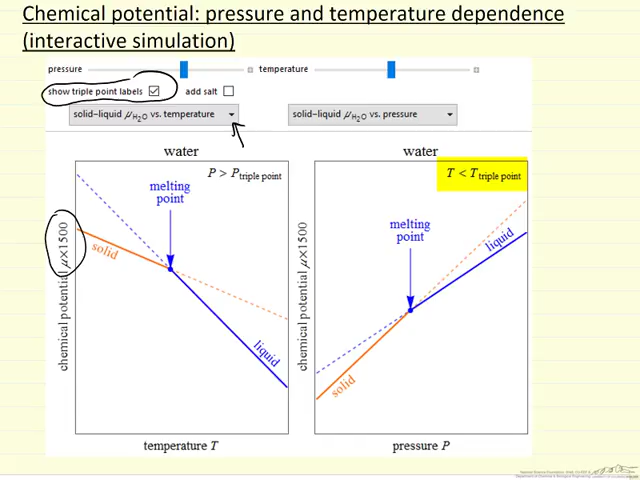 Chemical potential: pressure and temperature dependence
(interactive simulation)
pressure
temperature
show triple point labels
add salt
solid-liquid μH₂O vs. temperature
solid-liquid μH₂O vs. pressure
water
P > Ptriple point
melting
point
solid
liquid
chemical potential μ×1500
temperature T
water
T < Ttriple point
melting
point
liquid
solid
chemical potential μ×1500
pressure P